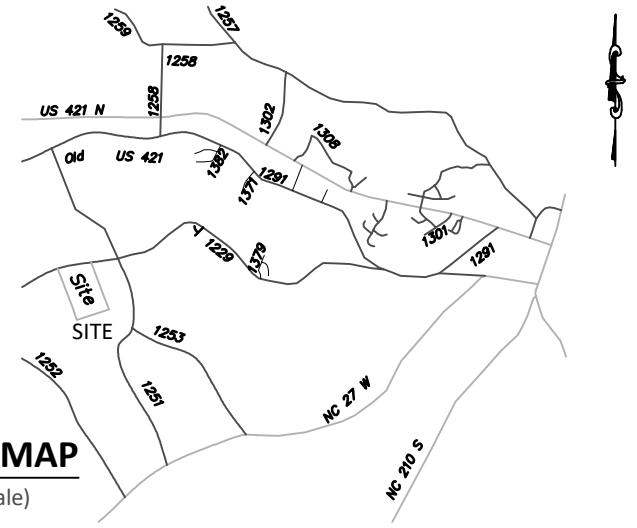 1259
1257
1258
1258
US 421 N
1302
1308
Old US 421
1382
1291
1371
1301
1229
1379
1291
Site
SITE
1253
1252
1251
NC 27 W
MAP
NC 210 S
ale)